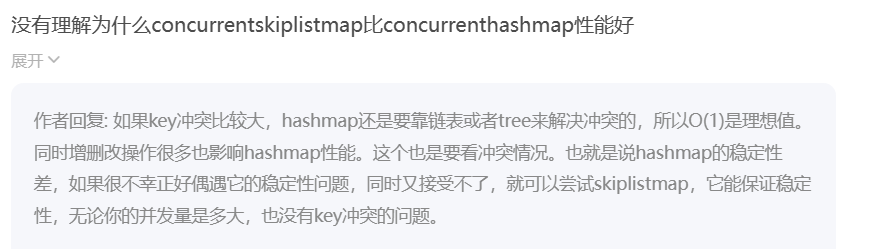 没有理解为什么concurrentskiplistmap比concurrenthashmap性能好
展开
作者回复: 如果key冲突比较大，hashmap还是要靠链表或者tree来解决冲突的，所以O(1)是理想值。
同时增删改操作很多也影响hashmap性能。这个也是要看冲突情况。也就是说hashmap的稳定性
差，如果很不幸正好偶遇它的稳定性问题，同时又接受不了，就可以尝试skiplistmap，它能保证稳定
性，无论你的并发量是多大，也没有key冲突的问题。